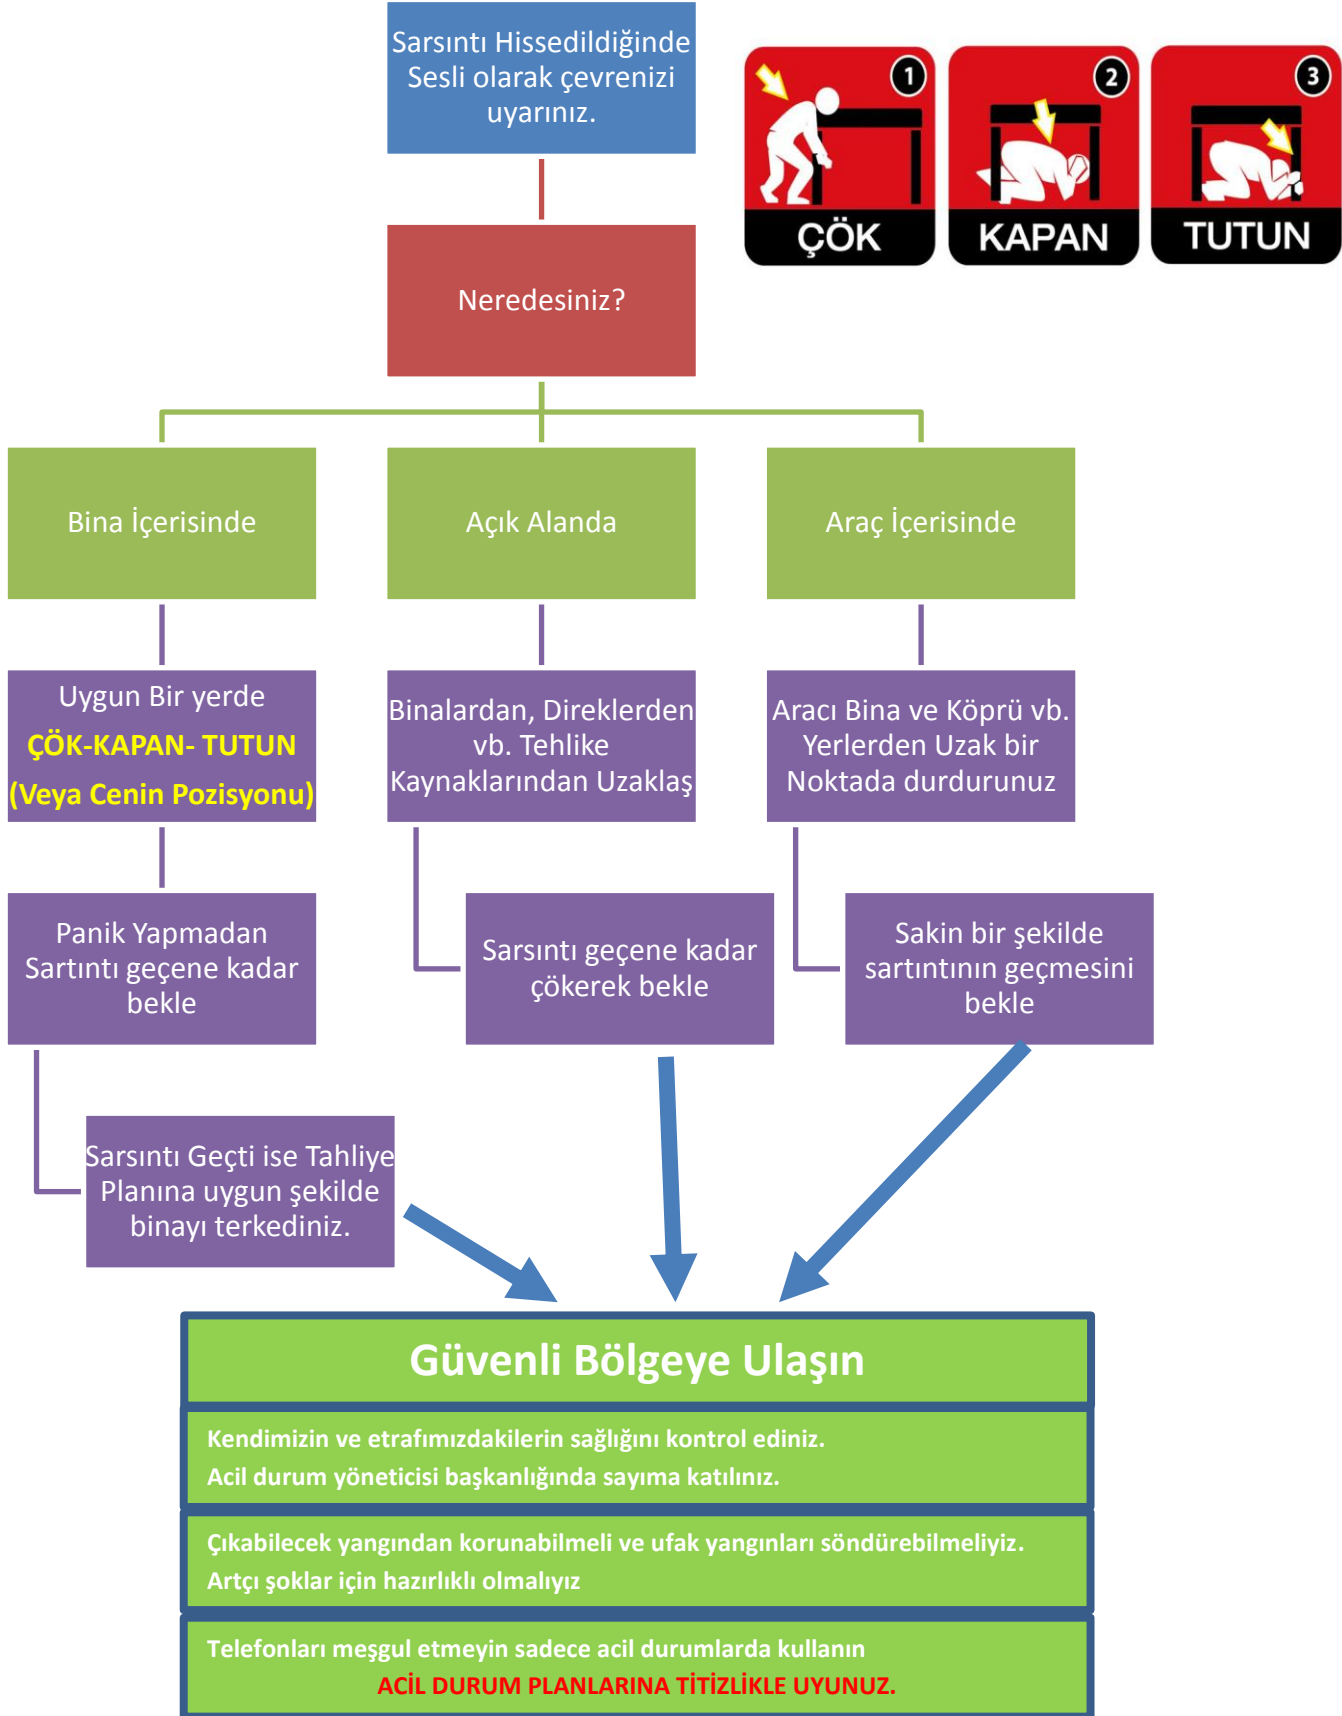 Sarsıntı Hissedildiğinde
Sesli olarak çevrenizi
uyarınız.
1
ÇÖK
2
KAPAN
3
TUTUN
Neredesiniz?
Bina İçerisinde
Açık Alanda
Araç İçerisinde
Uygun Bir yerde
ÇÖK-KAPAN- TUTUN
(Veya Cenin Pozisyonu)
Binalardan, Direklerden
vb. Tehlike
Kaynaklarından Uzaklaş
Aracı Bina ve Köprü vb.
Yerlerden Uzak bir
Noktada durdurunuz
Panik Yapmadan
Sartıntı geçene kadar
bekle
Sarsıntı geçene kadar
çökerek bekle
Sakin bir şekilde
sartıntının geçmesini
bekle
Sarsıntı Geçti ise Tahliye
Planına uygun şekilde
binayı terkediniz.
Güvenli Bölgeye Ulaşın
Kendimizin ve etrafımızdakilerin sağlığını kontrol ediniz.
Acil durum yöneticisi başkanlığında sayıma katılınız.
Çıkabilecek yangından korunabilmeli ve ufak yangınları söndürebilmeliyiz.
Artçı şoklar için hazırlıklı olmalıyız
Telefonları meşgul etmeyin sadece acil durumlarda kullanın
ACİL DURUM PLANLARINA TİTİZLİKLE UYUNUZ.